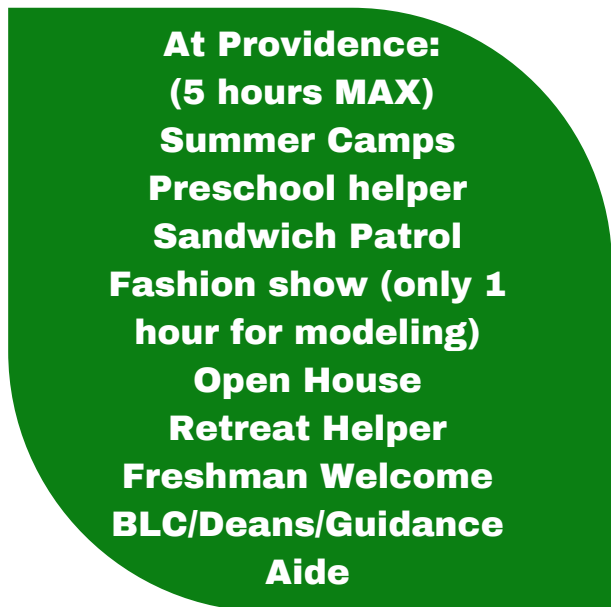 At Providence:
(5 hours MAX)
Summer Camps
Preschool helper
Sandwich Patrol
Fashion show (only 1
hour for modeling)
Open House
Retreat Helper
Freshman Welcome
BLC/Deans/Guidance
Aide